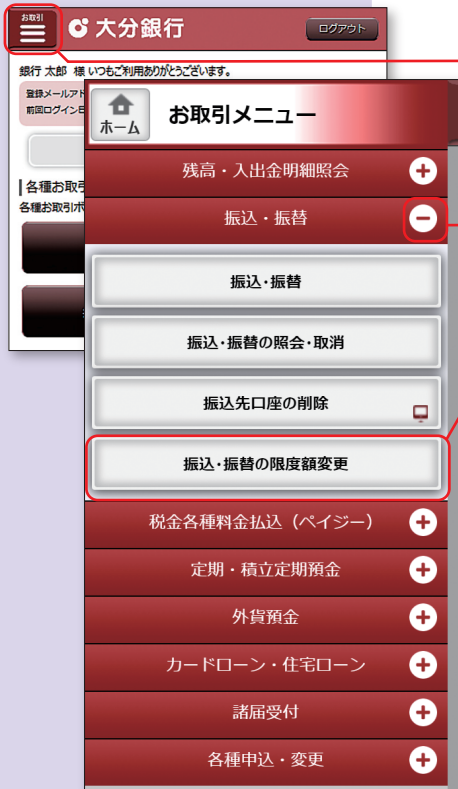 お取引
大分銀行
ログアウト
銀行 太郎 様 いつもご利用ありがとうございます。
登録メールアド
前回ログイン日
各種お取引
各種お取引ボ
ホーム
お取引メニュー
残高・入出金明細照会
振込・振替
振込・振替
振込・振替の照会・取消
振込先口座の削除
振込・振替の限度額変更
税金各種料金払込（ペイジー）
定期・積立定期預金
外貨預金
カードローン・住宅ローン
諸届受付
各種申込・変更